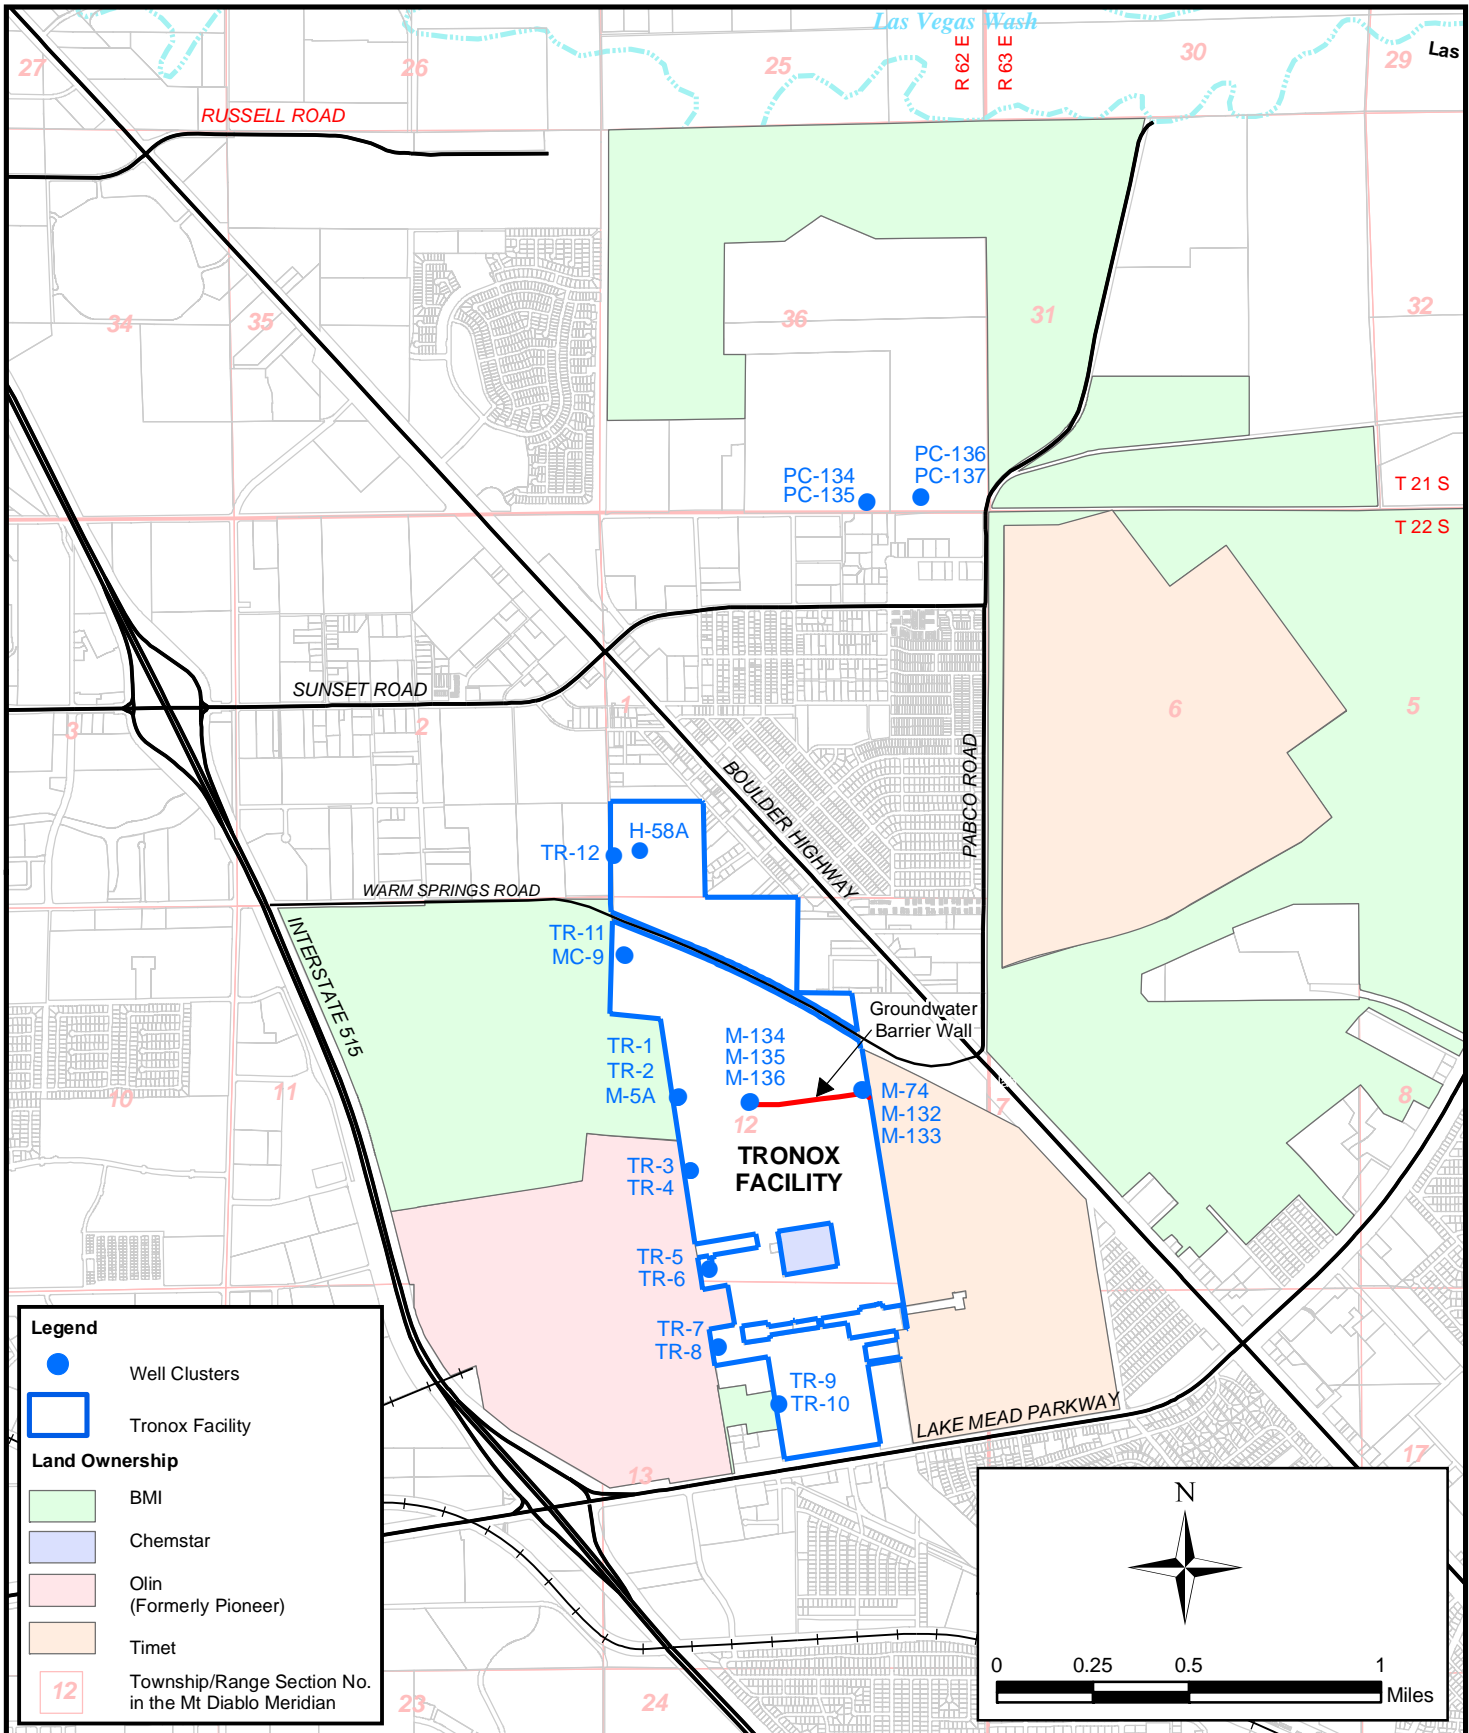 Las Vegas Wash
27
26
25
R 62 E
R 63 E
30
29
Las
RUSSELL ROAD
34
35
36
31
32
PC-134
PC-135
PC-136
PC-137
T 21 S
T 22 S
SUNSET ROAD
3
2
1
6
5
BOULDER HIGHWAY
PABCO ROAD
H-58A
TR-12
WARM SPRINGS ROAD
TR-11
MC-9
INTERSTATE 515
Groundwater
Barrier Wall
TR-1
TR-2
M-5A
M-134
M-135
M-136
M-74
M-132
M-133
10
11
12
7
8
TRONOX
FACILITY
TR-3
TR-4
TR-5
TR-6
TR-7
TR-8
TR-9
TR-10
LAKE MEAD PARKWAY
13
17
23
24
Legend
Well Clusters
Tronox Facility
Land Ownership
BMI
Chemstar
Olin
(Formerly Pioneer)
Timet
12
Township/Range Section No.
in the Mt Diablo Meridian
N
0
0.25
0.5
1
Miles